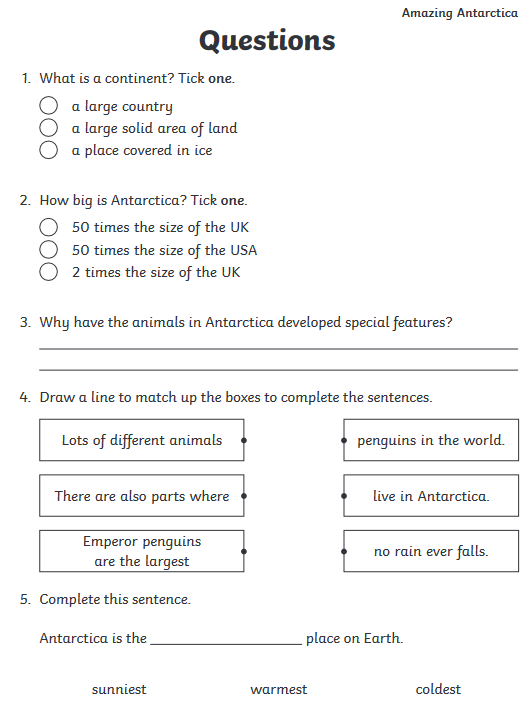 Amazing Antarctica
Questions
1. What is a continent? Tick one.
a large country
a large solid area of land
a place covered in ice
2. How big is Antarctica? Tick one.
50 times the size of the UK
50 times the size of the USA
2 times the size of the UK
3. Why have the animals in Antarctica developed special features?
4. Draw a line to match up the boxes to complete the sentences.
Lots of different animals
penguins in the world.
There are also parts where
live in Antarctica.
Emperor penguins
are the largest
no rain ever falls.
5. Complete this sentence.
Antarctica is the ____________________ place on Earth.
sunniest warmest coldest